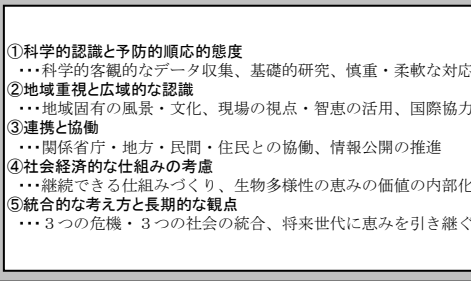 ①科学的認識と予防的順応的態度
・・・科学的客観的なデータ収集、基礎的研究、慎重・柔軟な対応
②地域重視と広域的な認識
・・・地域固有の風景・文化、現場の視点・智恵の活用、国際協力
③連携と協働
・・・関係省庁・地方・民間・住民との協働、情報公開の推進
④社会経済的な仕組みの考慮
・・・継続できる仕組みづくり、生物多様性の恵みの価値の内部化
⑤統合的な考え方と長期的な観点
・・・３つの危機・３つの社会の統合、将来世代に恵みを引き継ぐ